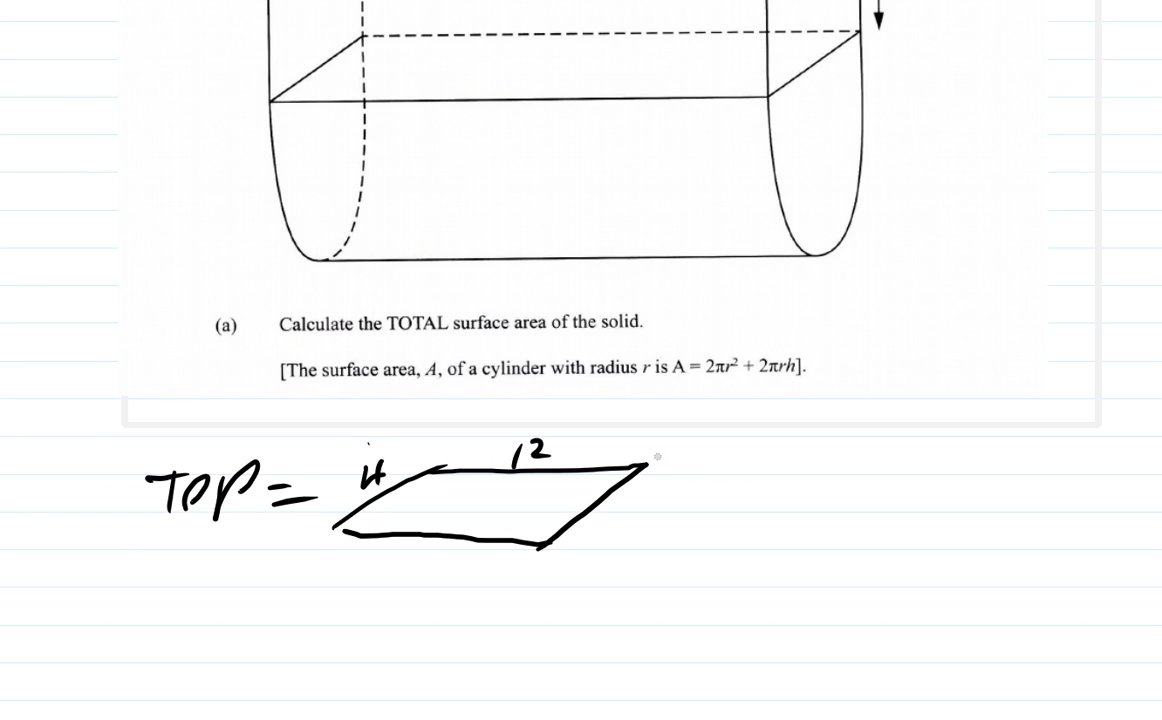 (a) Calculate the TOTAL surface area of the solid.
[The surface area, A, of a cylinder with radius r is A = 2πr² + 2πrh].
12
TOP = 4